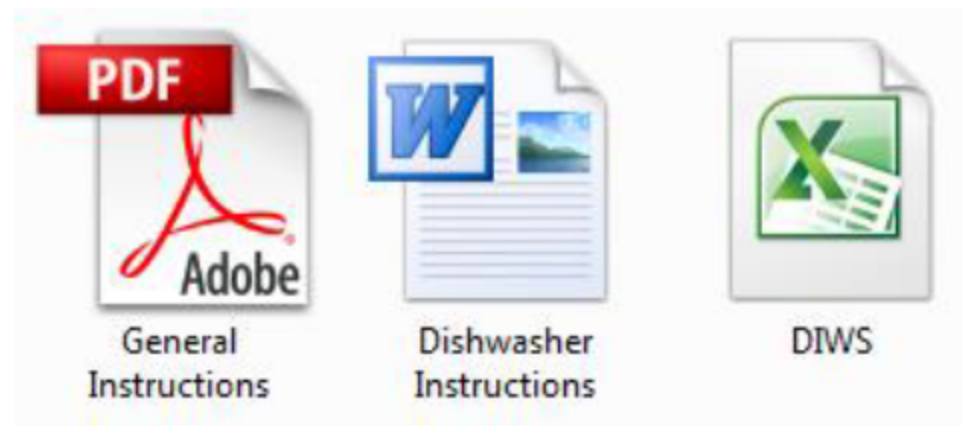 PDF
Adobe
W
X
General
Instructions
Dishwasher
Instructions
DIWS